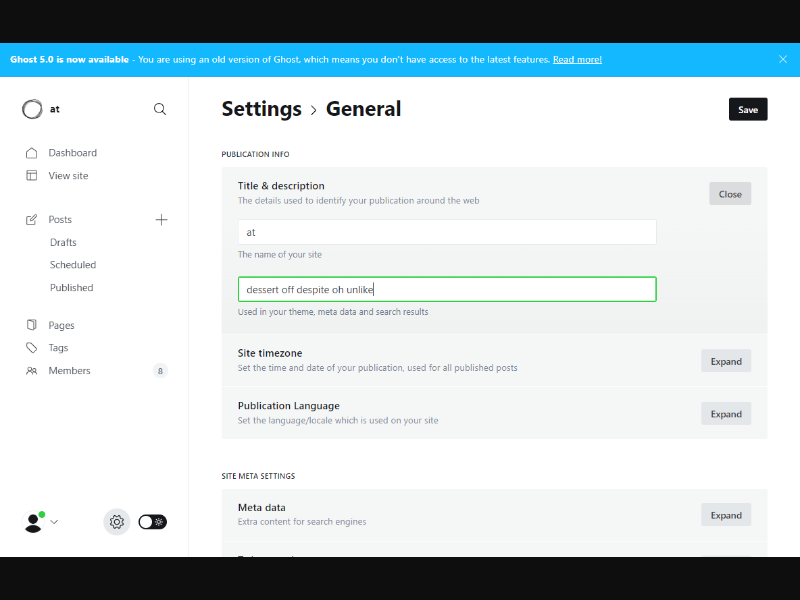 Ghost 5.0 is now available - You are using an old version of Ghost, which means you don't have access to the latest features. Read more!
at
Settings > General
Save
Dashboard
View site
Posts
Drafts
Scheduled
Published
Pages
Tags
Members
8
PUBLICATION INFO
Title & description
The details used to identify your publication around the web
Close
at
The name of your site
dessert off despite oh unlike
Used in your theme, meta data and search results
Site timezone
Set the time and date of your publication, used for all published posts
Expand
Publication Language
Set the language/locale which is used on your site
Expand
SITE META SETTINGS
Meta data
Extra content for search engines
Expand